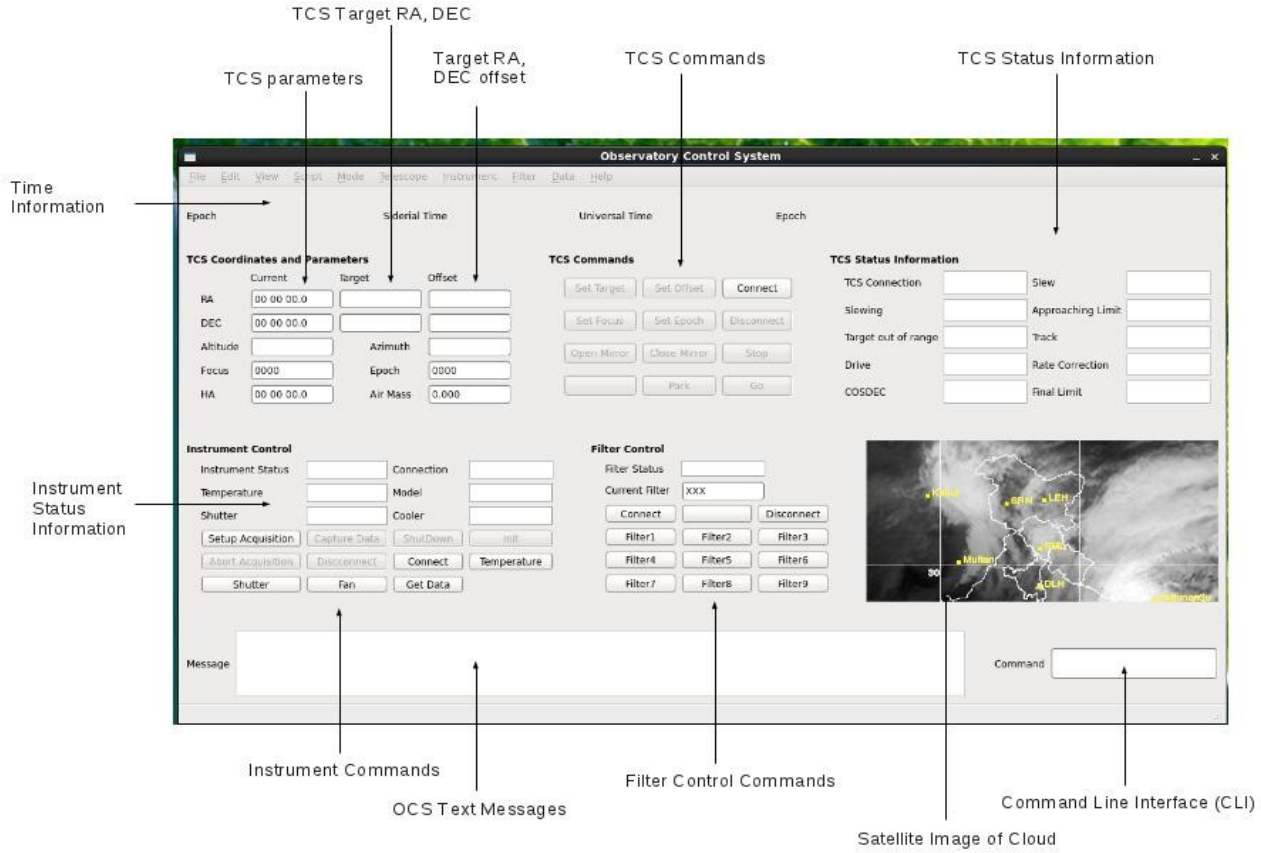 TCS Target RA, DEC
TCS parameters
Target RA,
DEC offset
TCS Commands
TCS Status Information
Time
Information
Observatory Control System
File Edit View Script Mode Telescope Instrument Filter Data Help
Epoch Siderial Time Universal Time Epoch
TCS Coordinates and Parameters
Current Target Offset
RA 00 00 00.0
DEC 00 00 00.0
Altitude Azimuth
Focus 0000 Epoch 0000
HA 00 00 00.0 Air Mass 0.000
TCS Commands
Set Target Set Offset Connect
Set Focus Set Epoch Disconnect
Open Mirror Close Mirror Stop
Park Go
TCS Status Information
TCS Connection Slew
Slewing Approaching Limit
Target out of range Track
Drive Rate Correction
COSDEC Final Limit
Instrument
Status
Information
Instrument Control
Instrument Status Connection
Temperature Model
Shutter Cooler
Setup Acquisition Capture Data ShutDown Init
Abort Acquisition Disconnect Connect Temperature
Shutter Fan Get Data
Filter Control
Filter Status
Current Filter XXX
Connect Disconnect
Filter1 Filter2 Filter3
Filter4 Filter5 Filter6
Filter7 Filter8 Filter9
SRN LEH
Multan
30
DLH
Message
Command
Instrument Commands
OCS Text Messages
Filter Control Commands
Command Line Interface (CLI)
Satellite Image of Cloud